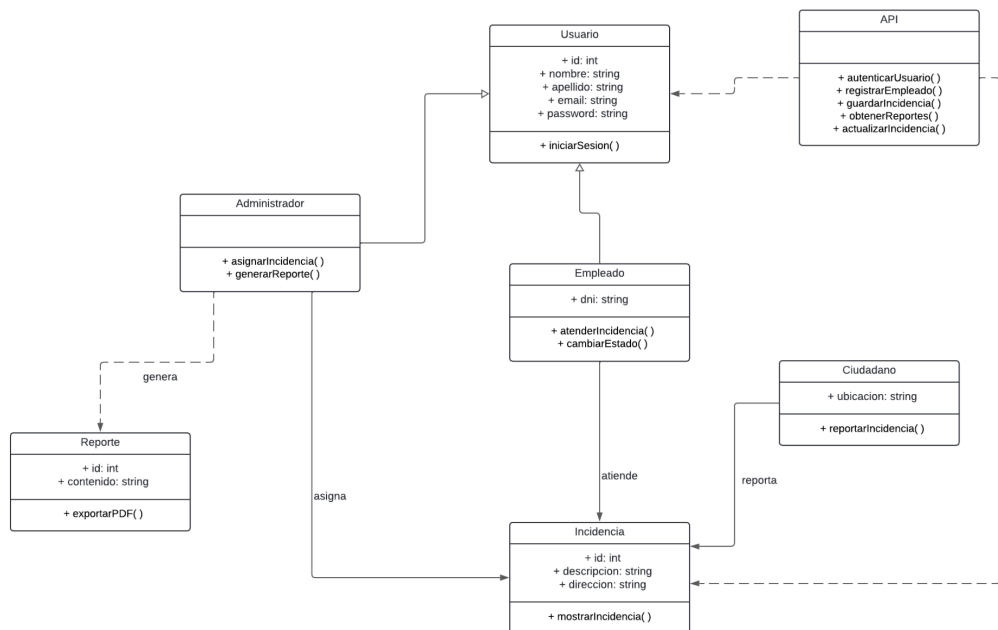 Usuario
+ id: int
+ nombre: string
+ apellido: string
+ email: string
+ password: string
+ iniciarSesion( )
API
+ autenticarUsuario( )
+ registrarEmpleado( )
+ guardarIncidencia( )
+ obtenerReportes( )
+ actualizarIncidencia( )
Administrador
+ asignarIncidencia( )
+ generarReporte( )
Empleado
+ dni: string
+ atenderIncidencia( )
+ cambiarEstado( )
Ciudadano
+ ubicacion: string
+ reportarIncidencia( )
genera
Reporte
+ id: int
+ contenido: string
+ exportarPDF( )
asigna
atiende
reporta
Incidencia
+ id: int
+ descripcion: string
+ direccion: string
+ mostrarIncidencia( )